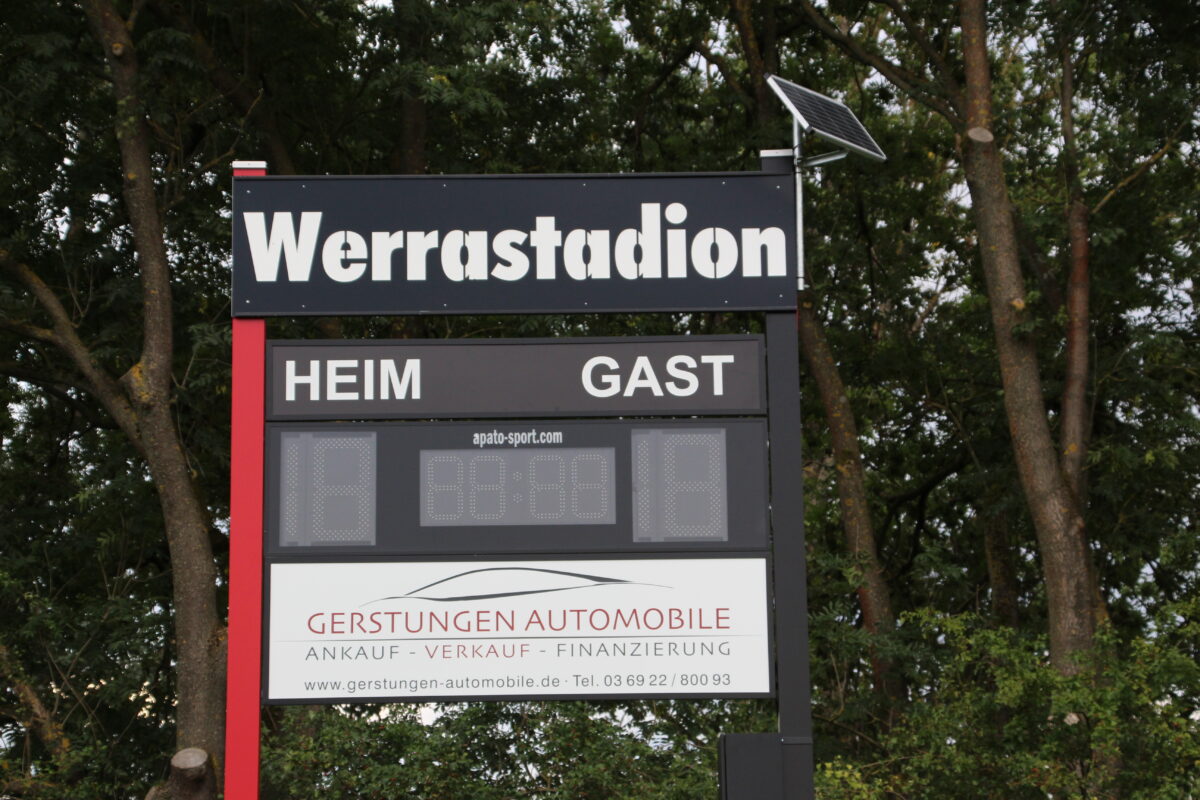 Werrastadion
HEIM GAST
apato-sport.com
GERSTUNGEN AUTOMOBILE
ANKAUF - VERKAUF - FINANZIERUNG
www.gerstungen-automobile.de · Tel. 03 69 22 / 800 93